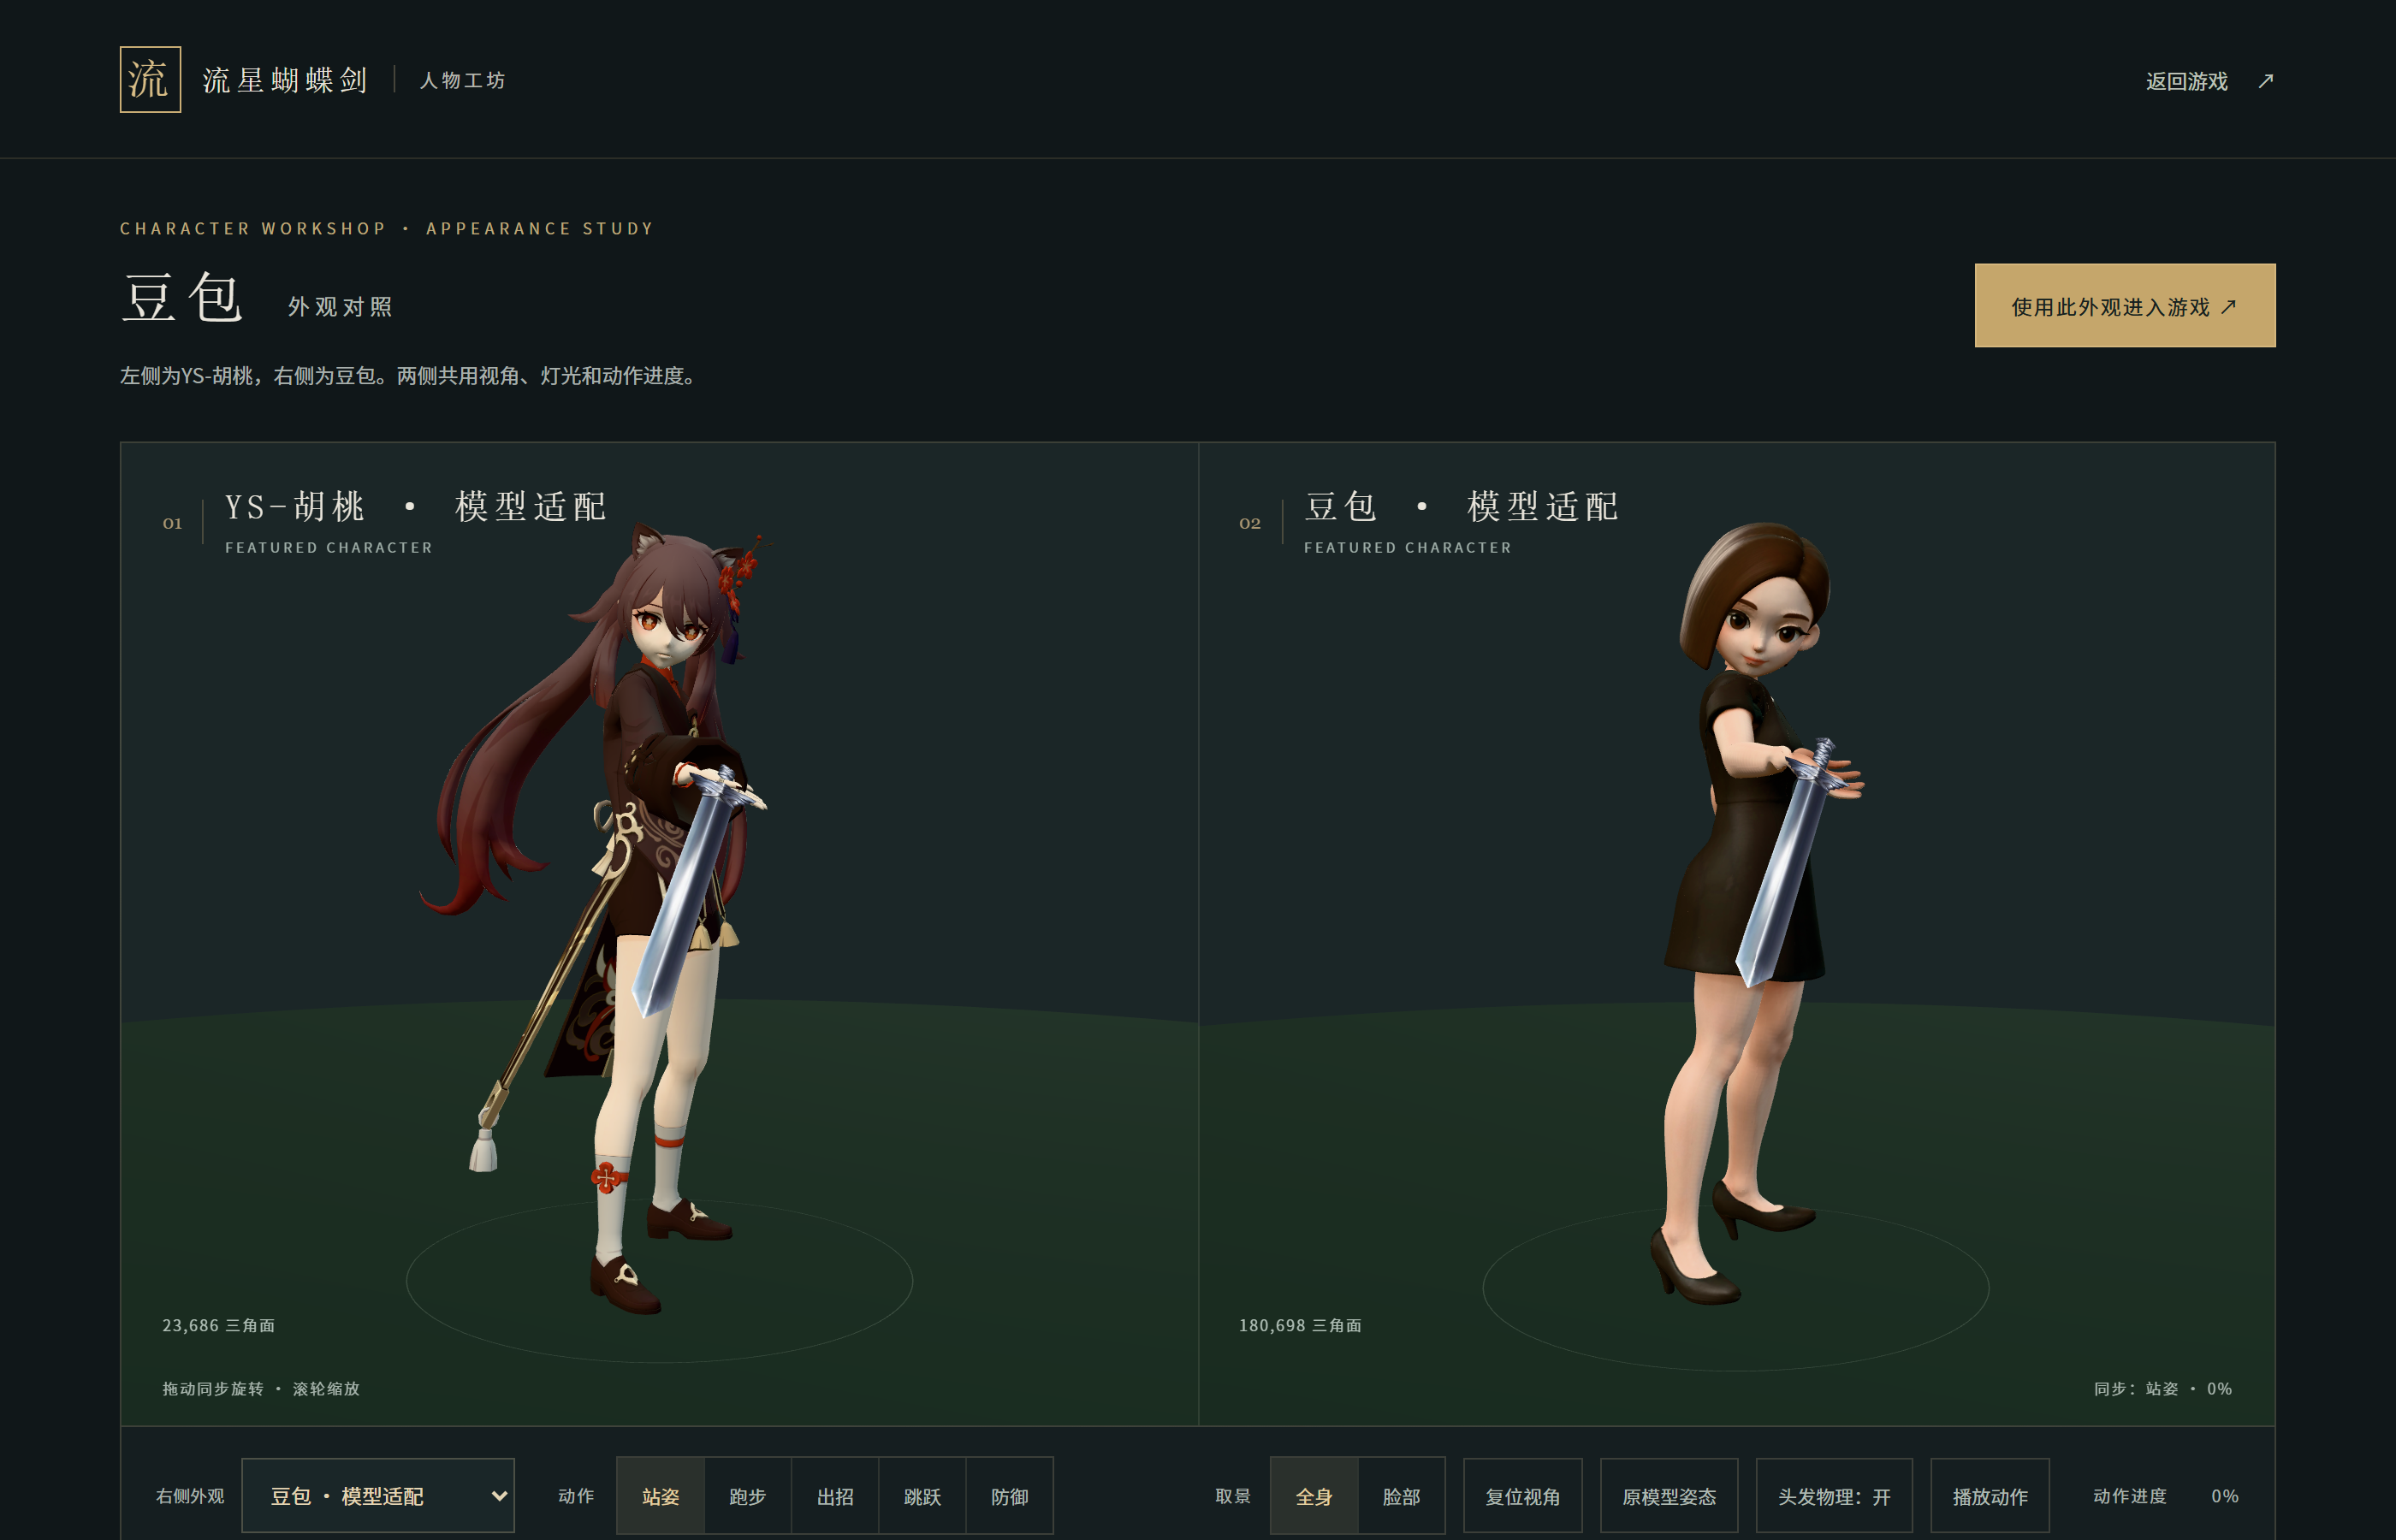 流 流星蝴蝶剑 人物工坊 返回游戏 ↗
CHARACTER WORKSHOP · APPEARANCE STUDY
豆包 外观对照
使用此外观进入游戏 ↗
左侧为YS-胡桃，右侧为豆包。两侧共用视角、灯光和动作进度。
01 YS-胡桃 · 模型适配
FEATURED CHARACTER
02 豆包 · 模型适配
FEATURED CHARACTER
23,686 三角面
180,698 三角面
拖动同步旋转 · 滚轮缩放
同步：站姿 · 0%
右侧外观 豆包 · 模型适配 动作 站姿 跑步 出招 跳跃 防御 取景 全身 脸部 复位视角 原模型姿态 头发物理：开 播放动作 动作进度 0%